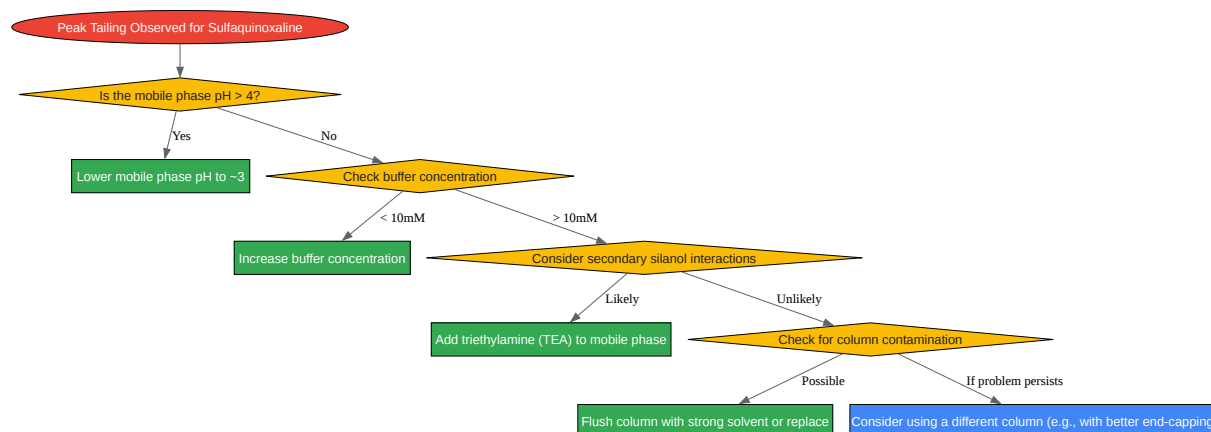 Peak Tailing Observed for Sulfaquinoxaline
Is the mobile phase pH > 4?
Yes
No
Lower mobile phase pH to ~3
Check buffer concentration
< 10mM
> 10mM
Increase buffer concentration
Consider secondary silanol interactions
Likely
Unlikely
Add triethylamine (TEA) to mobile phase
Check for column contamination
Possible
If problem persists
Flush column with strong solvent or replace
Consider using a different column (e.g., with better end-capping